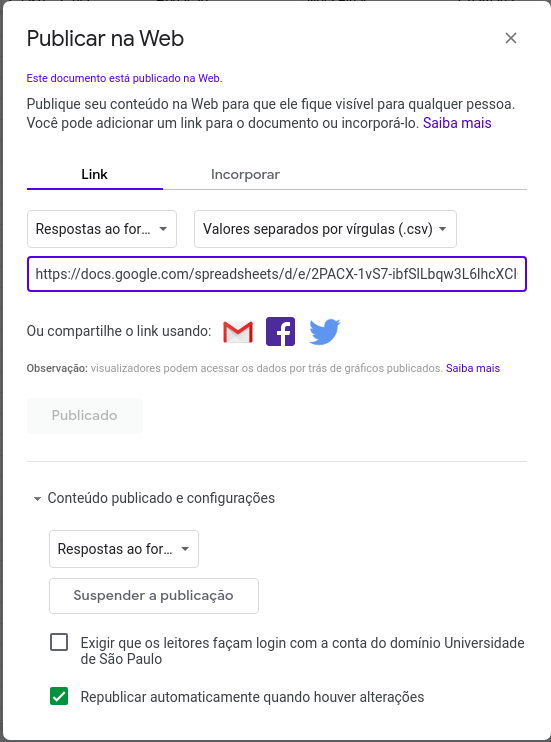 Publicar na Web
Este documento está publicado na Web.
Publique seu conteúdo na Web para que ele fique visível para qualquer pessoa.
Você pode adicionar um link para o documento ou incorporá-lo. Saiba mais
Link Incorporar
Respostas ao for... Valores separados por vírgulas (.csv)
https://docs.google.com/spreadsheets/d/e/2PACX-1vS7-ibfSlLbqw3L6lhcXCl
Ou compartilhe o link usando:
Observação: visualizadores podem acessar os dados por trás de gráficos publicados. Saiba mais
Publicado
Conteúdo publicado e configurações
Respostas ao for...
Suspender a publicação
Exigir que os leitores façam login com a conta do domínio Universidade
de São Paulo
Republicar automaticamente quando houver alterações